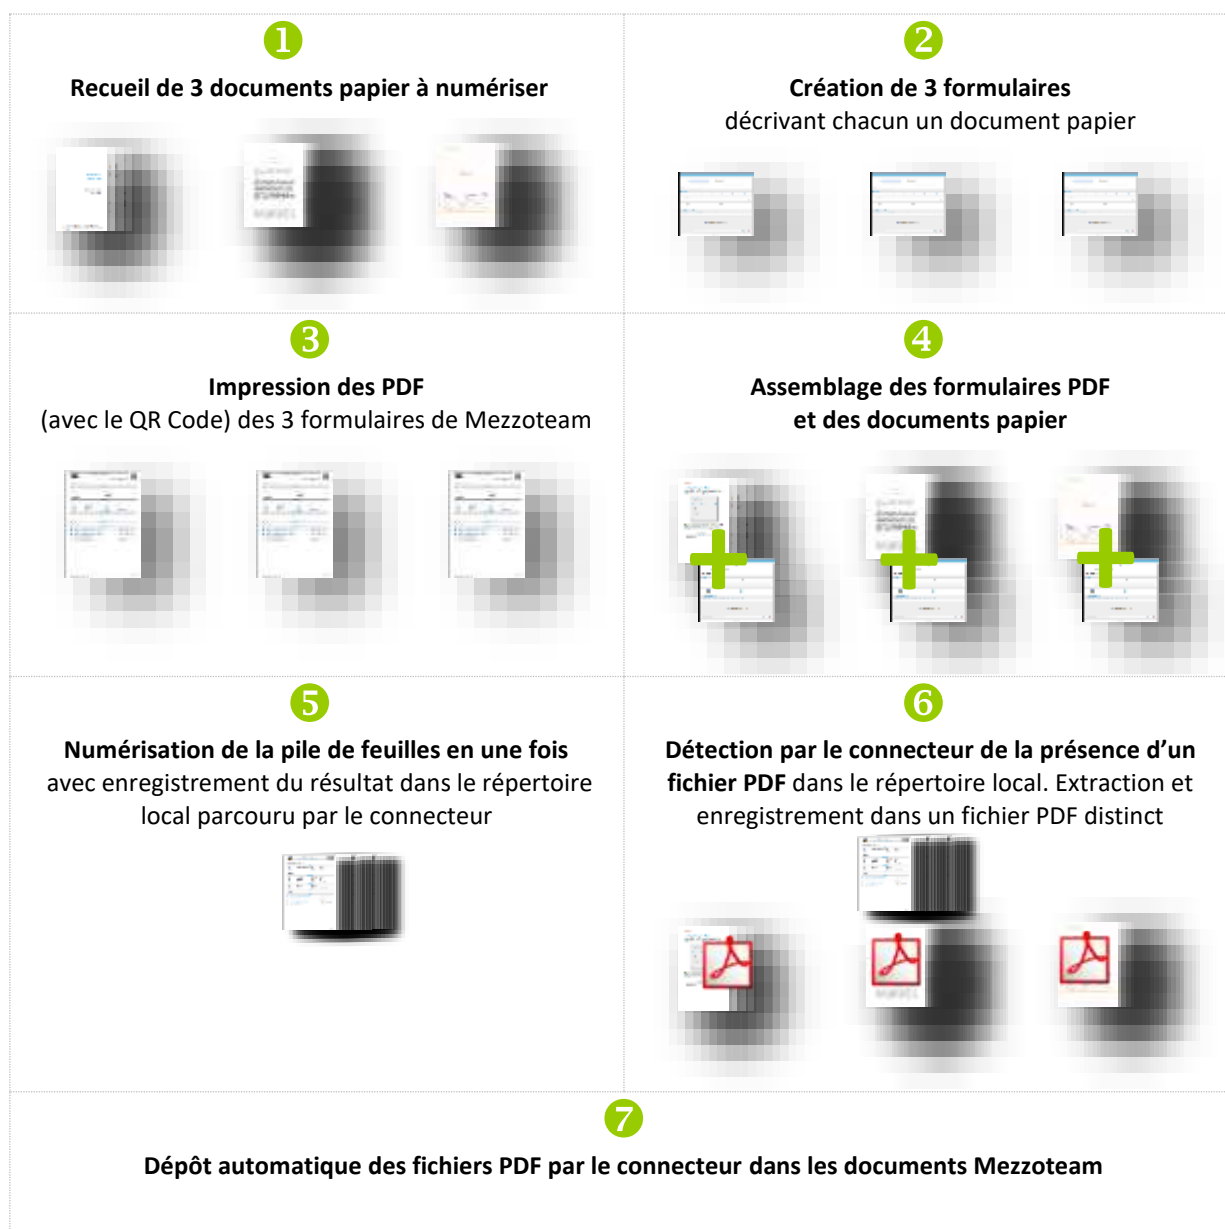 1
Recueil de 3 documents papier à numériser
2
Création de 3 formulaires
décrivant chacun un document papier
3
Impression des PDF
(avec le QR Code) des 3 formulaires de Mezzoteam
4
Assemblage des formulaires PDF
et des documents papier
5
Numérisation de la pile de feuilles en une fois
avec enregistrement du résultat dans le répertoire
local parcouru par le connecteur
6
Détection par le connecteur de la présence d’un
fichier PDF dans le répertoire local. Extraction et
enregistrement dans un fichier PDF distinct
7
Dépôt automatique des fichiers PDF par le connecteur dans les documents Mezzoteam